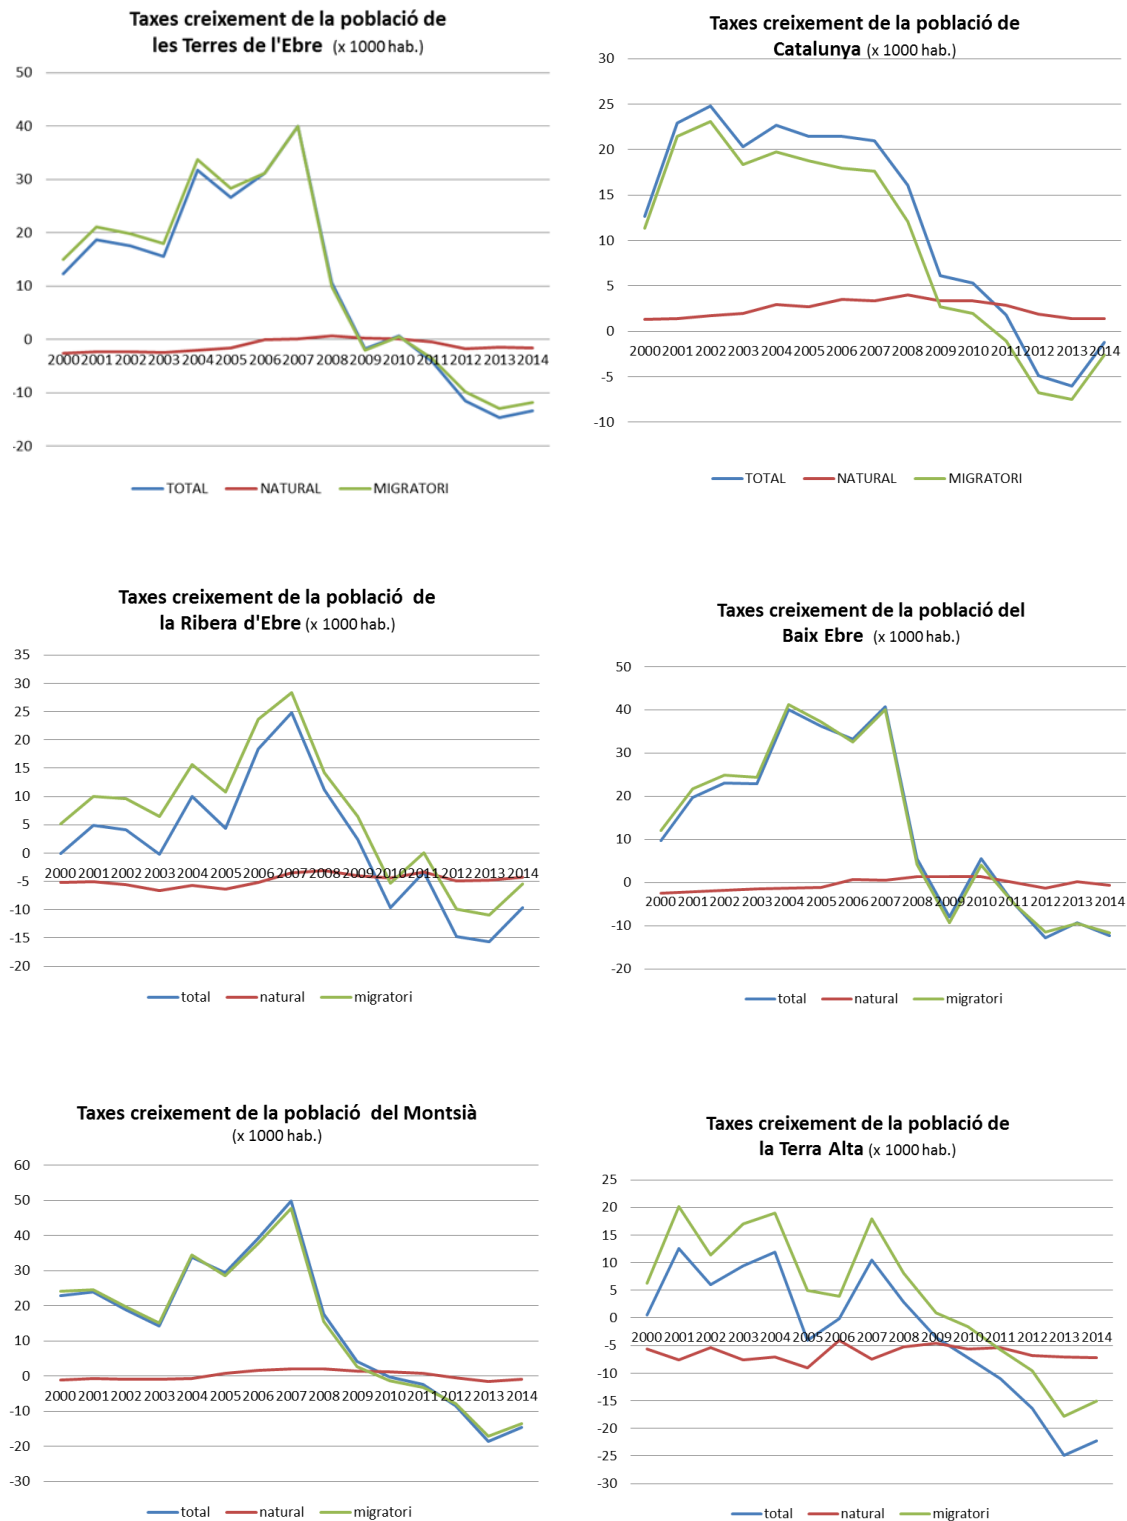 Taxes creixement de la població de
les Terres de l'Ebre (x 1000 hab.)
50
40
30
20
10
0
-10
-20
2000 2001 2002 2003 2004 2005 2006 2007 2008 2009 2010 2011 2012 2013 2014
TOTAL NATURAL MIGRATORI
Taxes creixement de la població de
Catalunya (x 1000 hab.)
30
25
20
15
10
5
0
-5
-10
2000 2001 2002 2003 2004 2005 2006 2007 2008 2009 2010 2011 2012 2013 2014
TOTAL NATURAL MIGRATORI
Taxes creixement de la població de
la Ribera d'Ebre (x 1000 hab.)
35
30
25
20
15
10
5
0
-5
-10
-15
-20
2000 2001 2002 2003 2004 2005 2006 2007 2008 2009 2010 2011 2012 2013 2014
total natural migratori
Taxes creixement de la població del
Baix Ebre (x 1000 hab.)
50
40
30
20
10
0
-10
-20
2000 2001 2002 2003 2004 2005 2006 2007 2008 2009 2010 2011 2012 2013 2014
total natural migratori
Taxes creixement de la població del Montsià
(x 1000 hab.)
60
50
40
30
20
10
0
-10
-20
-30
2000 2001 2002 2003 2004 2005 2006 2007 2008 2009 2010 2011 2012 2013 2014
total natural migratori
Taxes creixement de la població de
la Terra Alta (x 1000 hab.)
25
20
15
10
5
0
-5
-10
-15
-20
-25
-30
2000 2001 2002 2003 2004 2005 2006 2007 2008 2009 2010 2011 2012 2013 2014
total natural migratori